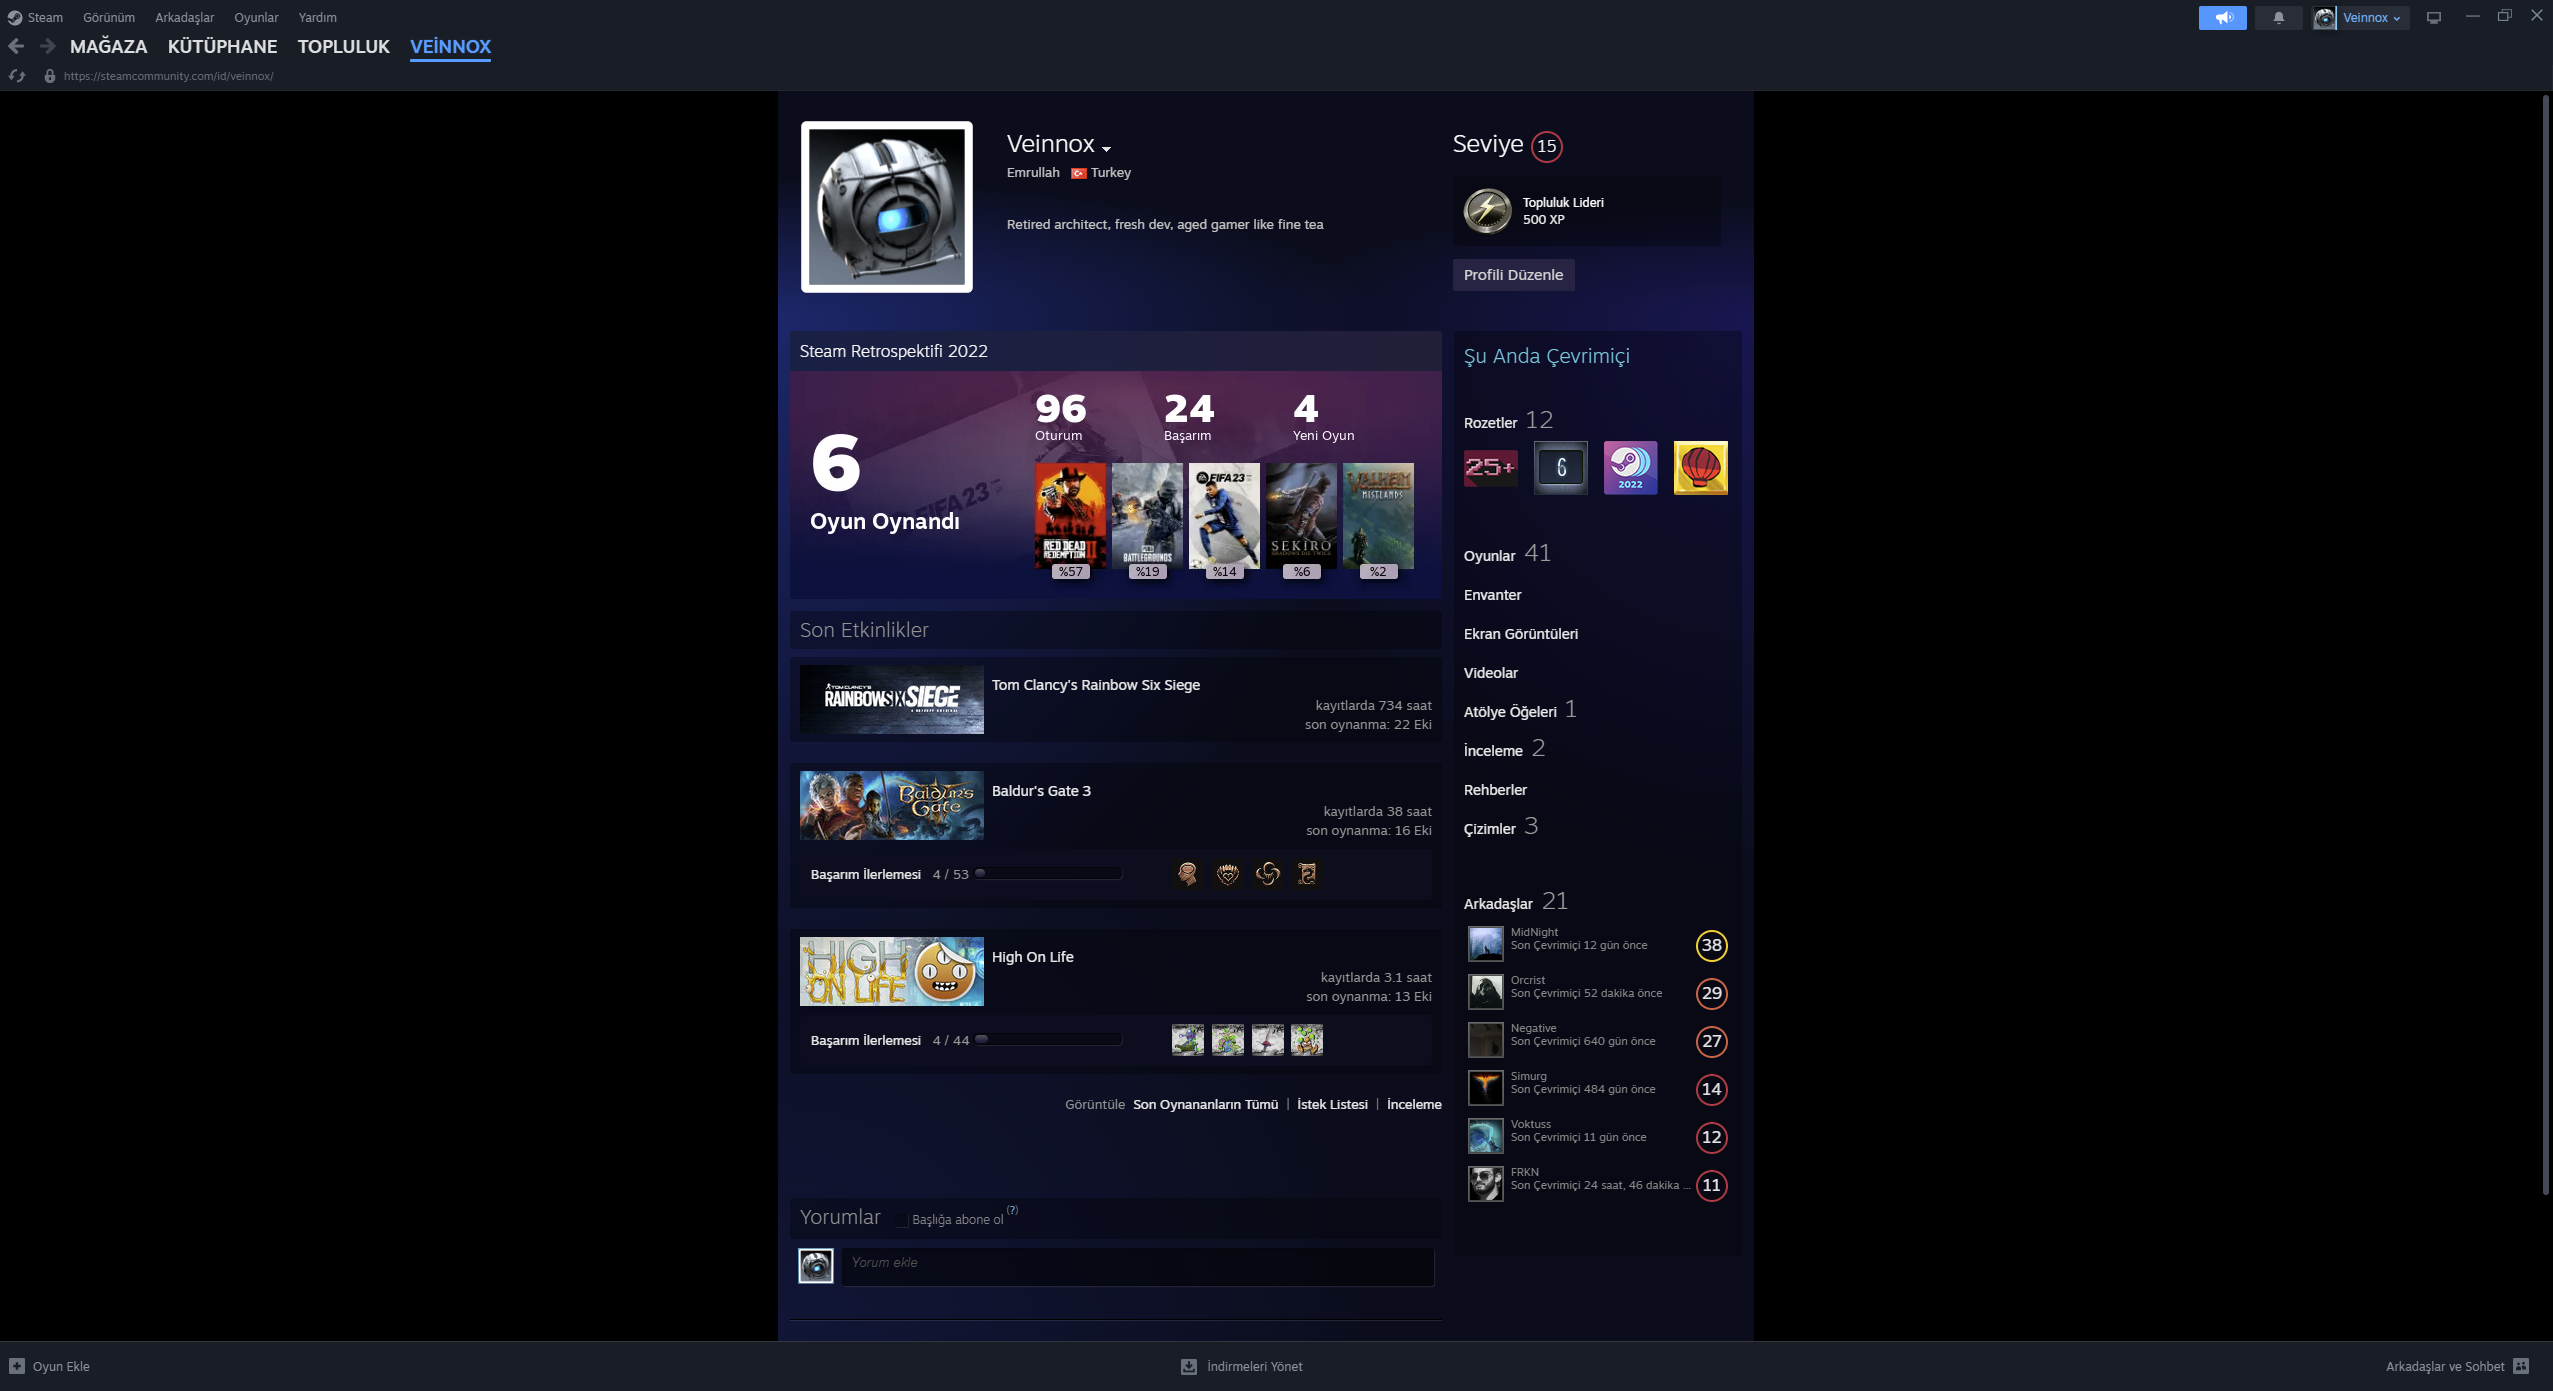 Steam Görünüm Arkadaşlar Oyunlar Yardım
Veinnox
MAĞAZA KÜTÜPHANE TOPLULUK VEİNNOX
https://steamcommunity.com/id/veinnox/
Veinnox
Emrullah Turkey
Retired architect, fresh dev, aged gamer like fine tea
Seviye 15
Topluluk Lideri
500 XP
Profili Düzenle
Steam Retrospektifi 2022
6
Oyun Oynandı
96 24 4
Oturum Başarım Yeni Oyun
FIFA 23
RED DEAD
REDEMPTION II
BATTLEGROUNDS
FIFA 23
SEKIRO
SHADOWS DIE TWICE
VALHEIM
MISTLANDS
%57 %19 %14 %6 %2
Son Etkinlikler
TOM CLANCY'S
RAINBOWSIX SIEGE
Tom Clancy's Rainbow Six Siege
kayıtlarda 734 saat
son oynanma: 22 Eki
Baldur's
Gate
Baldur's Gate 3
kayıtlarda 38 saat
son oynanma: 16 Eki
Başarım İlerlemesi 4 / 53
HIGH
ON LIFE
High On Life
kayıtlarda 3.1 saat
son oynanma: 13 Eki
Başarım İlerlemesi 4 / 44
Görüntüle Son Oynananların Tümü | İstek Listesi | İnceleme
Yorumlar Başlığa abone ol (?)
Yorum ekle
Şu Anda Çevrimiçi
Rozetler 12
25+ 6 2022
Oyunlar 41
Envanter
Ekran Görüntüleri
Videolar
Atölye Öğeleri 1
İnceleme 2
Rehberler
Çizimler 3
Arkadaşlar 21
MidNight
Son Çevrimiçi 12 gün önce
38
Orcrist
Son Çevrimiçi 52 dakika önce
29
Negative
Son Çevrimiçi 640 gün önce
27
Simurg
Son Çevrimiçi 484 gün önce
14
Voktuss
Son Çevrimiçi 11 gün önce
12
FRKN
Son Çevrimiçi 24 saat, 46 dakika ...
11
Oyun Ekle
İndirmeleri Yönet
Arkadaşlar ve Sohbet